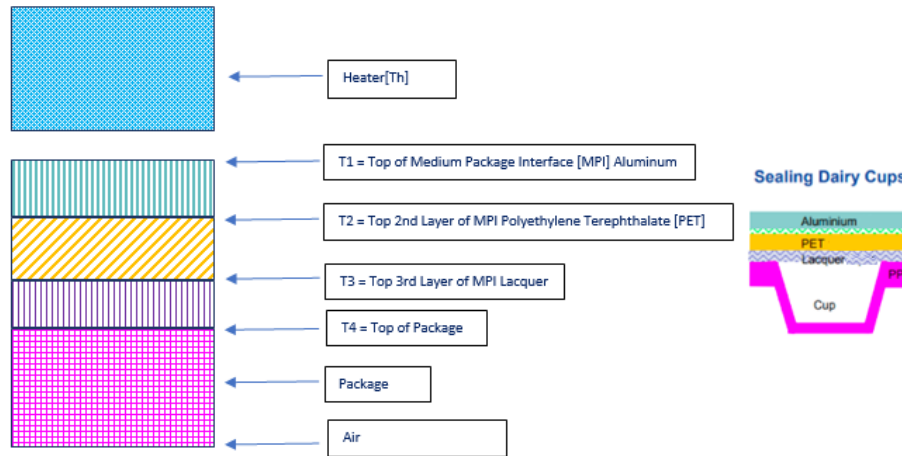 Heater[Th]
T1 = Top of Medium Package Interface [MPI] Aluminum
T2 = Top 2nd Layer of MPI Polyethylene Terephthalate [PET]
T3 = Top 3rd Layer of MPI Lacquer
T4 = Top of Package
Package
Air
Sealing Dairy Cups
Aluminium
PET
Lacquer
Cup